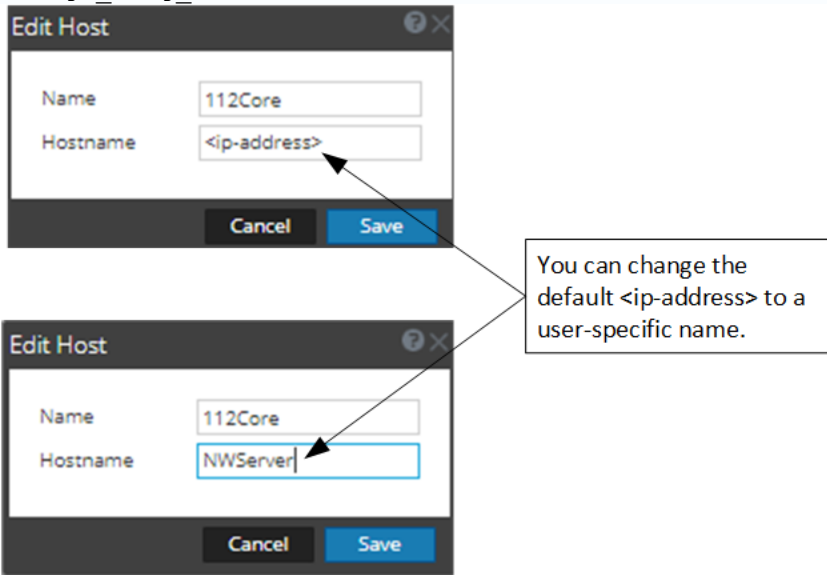 Edit Host
Name 112Core
Hostname <ip-address>
Cancel Save
You can change the
default <ip-address> to a
user-specific name.
Edit Host
Name 112Core
Hostname NWServer
Cancel Save